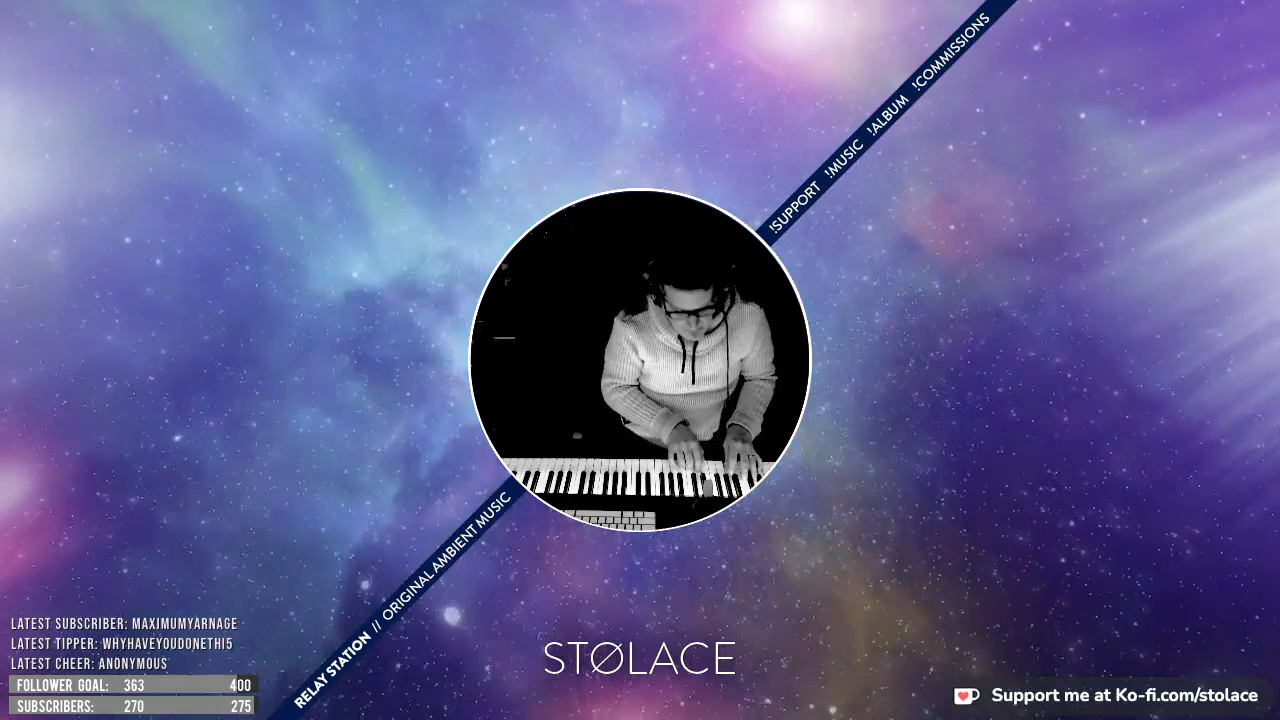 !SUPPORT !MUSIC !ALBUM !COMMISSIONS
RELAY STATION // ORIGINAL AMBIENT MUSIC
LATEST SUBSCRIBER: MAXIMUMYARNAGE
LATEST TIPPER: WHYHAVEYOUDONETHI5
LATEST CHEER: ANONYMOUS
FOLLOWER GOAL: 363 400
SUBSCRIBERS: 270 275
STØLACE
Support me at Ko-fi.com/stolace